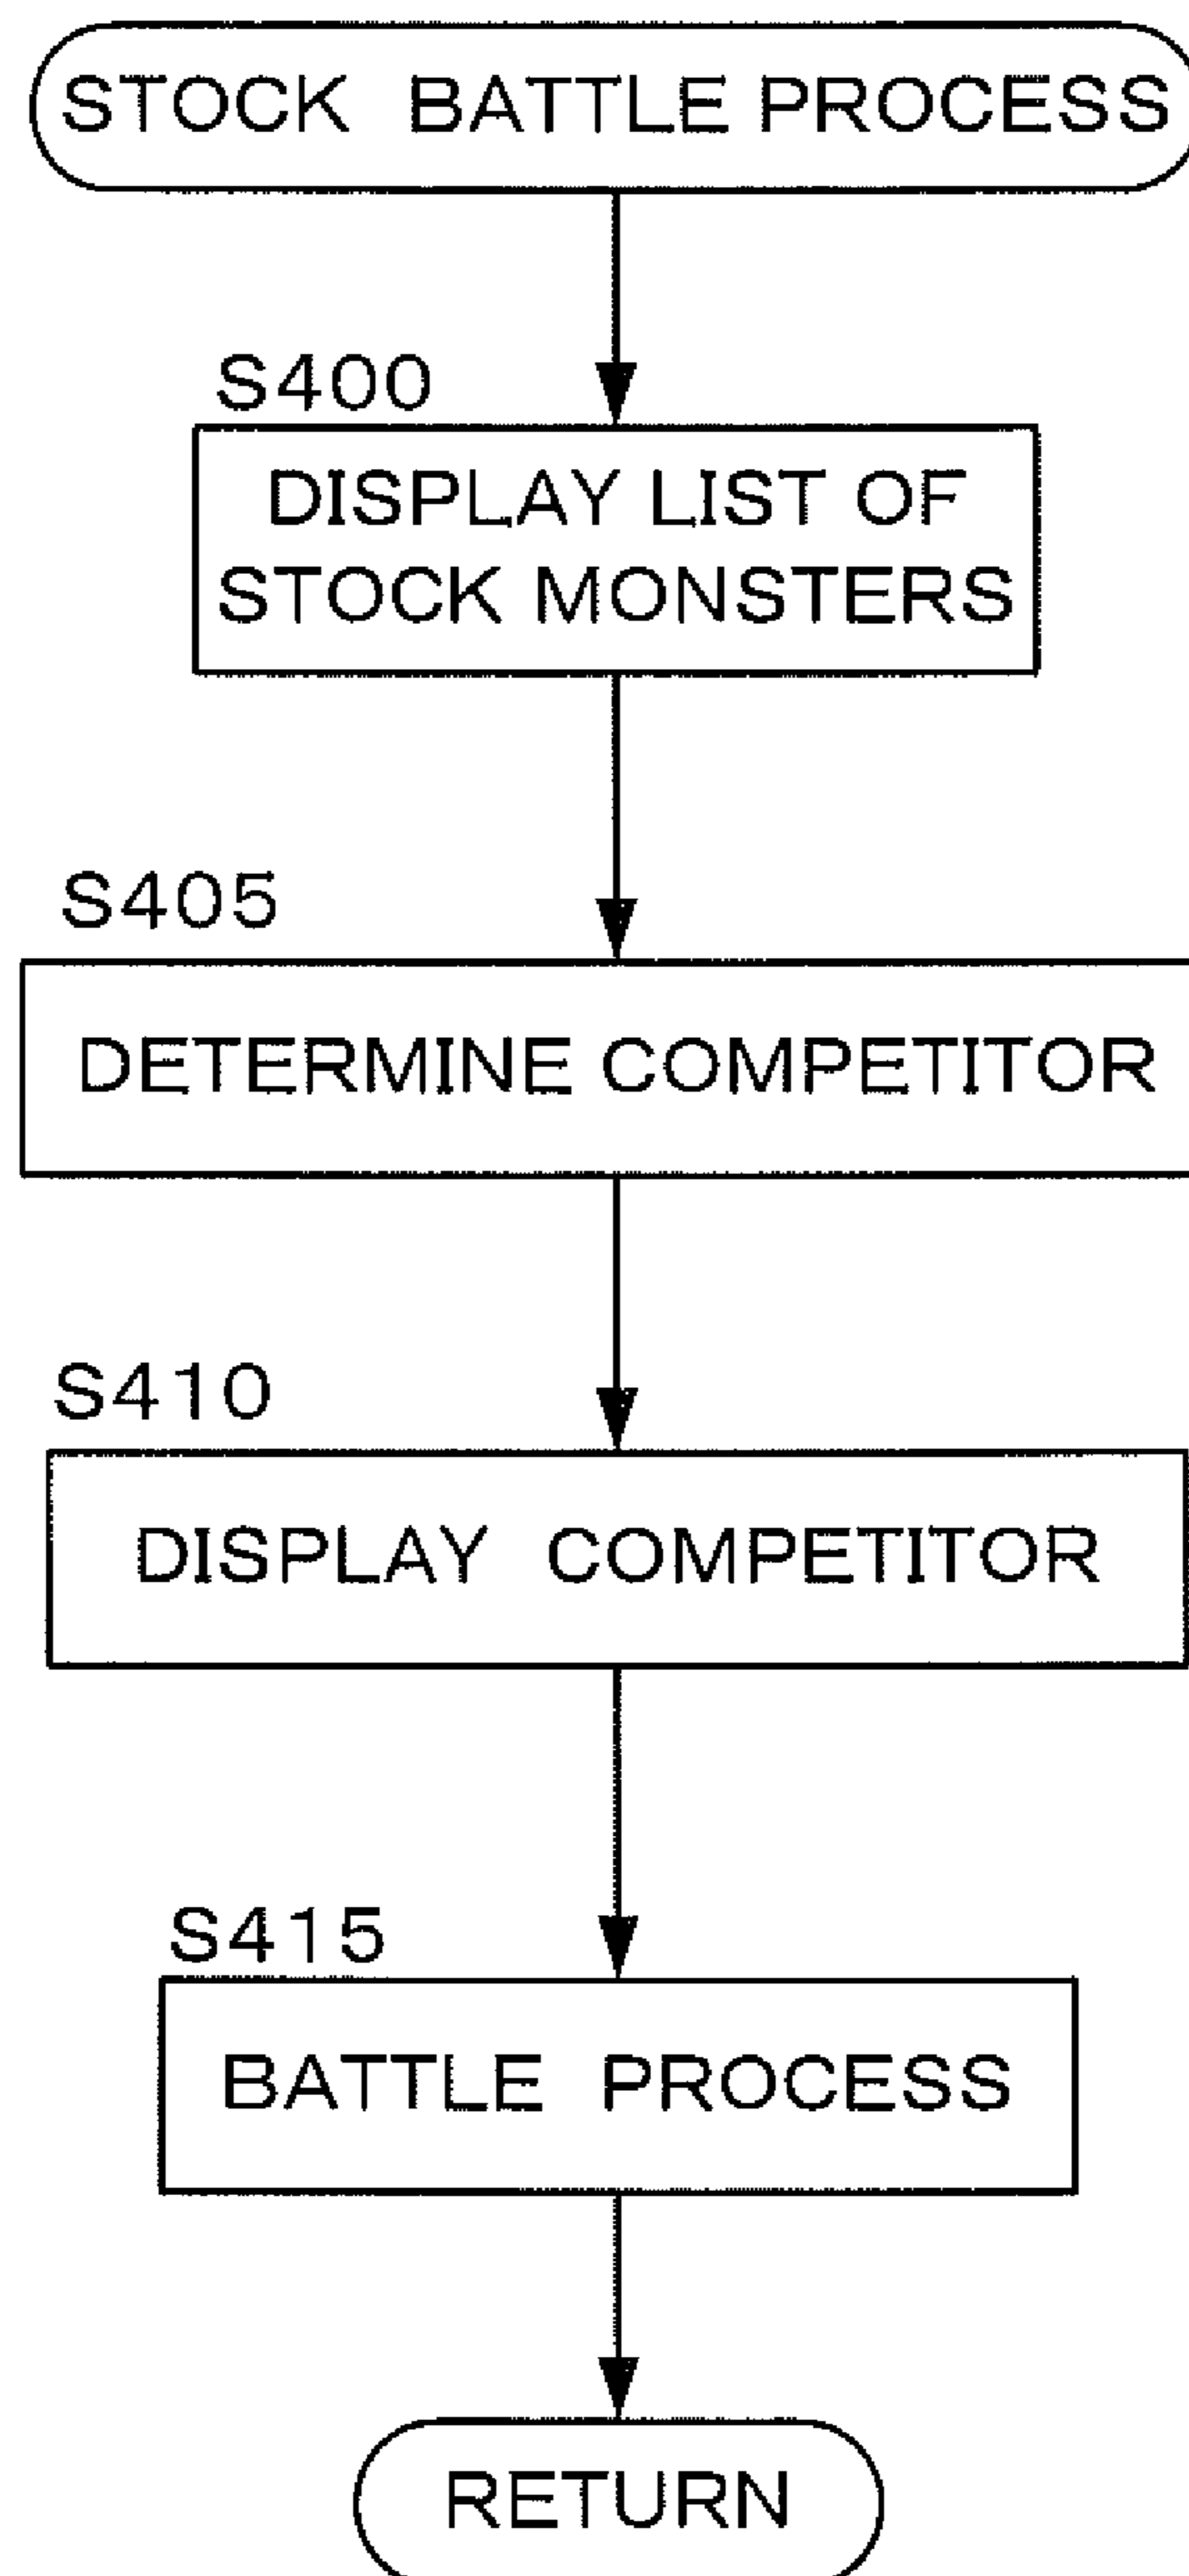 STOCK BATTLE PROCESS
S400
DISPLAY LIST OF
STOCK MONSTERS
S405
DETERMINE COMPETITOR
S410
DISPLAY COMPETITOR
S415
BATTLE PROCESS
RETURN